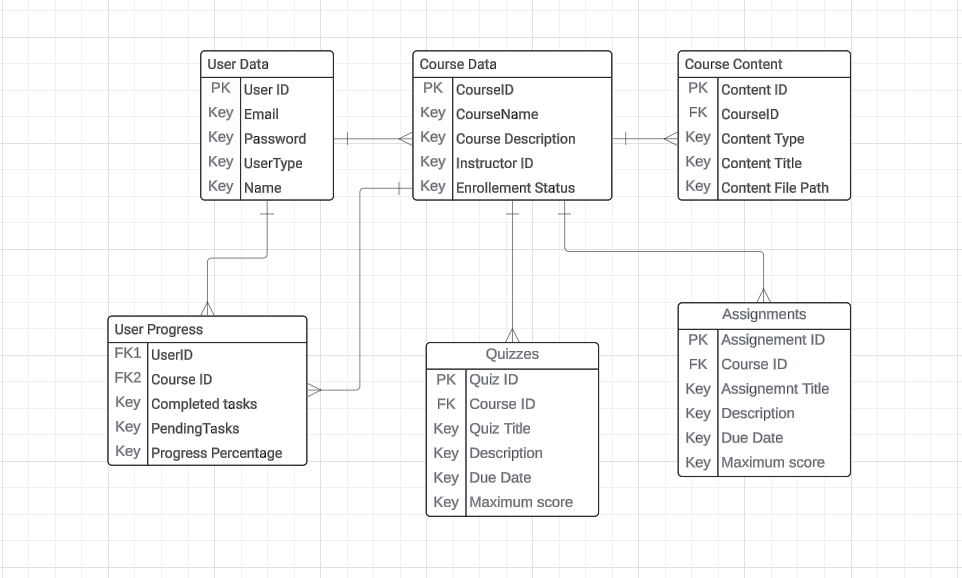 User Data
PK User ID
Key Email
Key Password
Key UserType
Key Name
Course Data
PK CourseID
Key CourseName
Key Course Description
Key Instructor ID
Key Enrollement Status
Course Content
PK Content ID
FK CourseID
Key Content Type
Key Content Title
Key Content File Path
User Progress
FK1 UserID
FK2 Course ID
Key Completed tasks
Key PendingTasks
Key Progress Percentage
Quizzes
PK Quiz ID
FK Course ID
Key Quiz Title
Key Description
Key Due Date
Key Maximum score
Assignments
PK Assignement ID
FK Course ID
Key Assignemnt Title
Key Description
Key Due Date
Key Maximum score